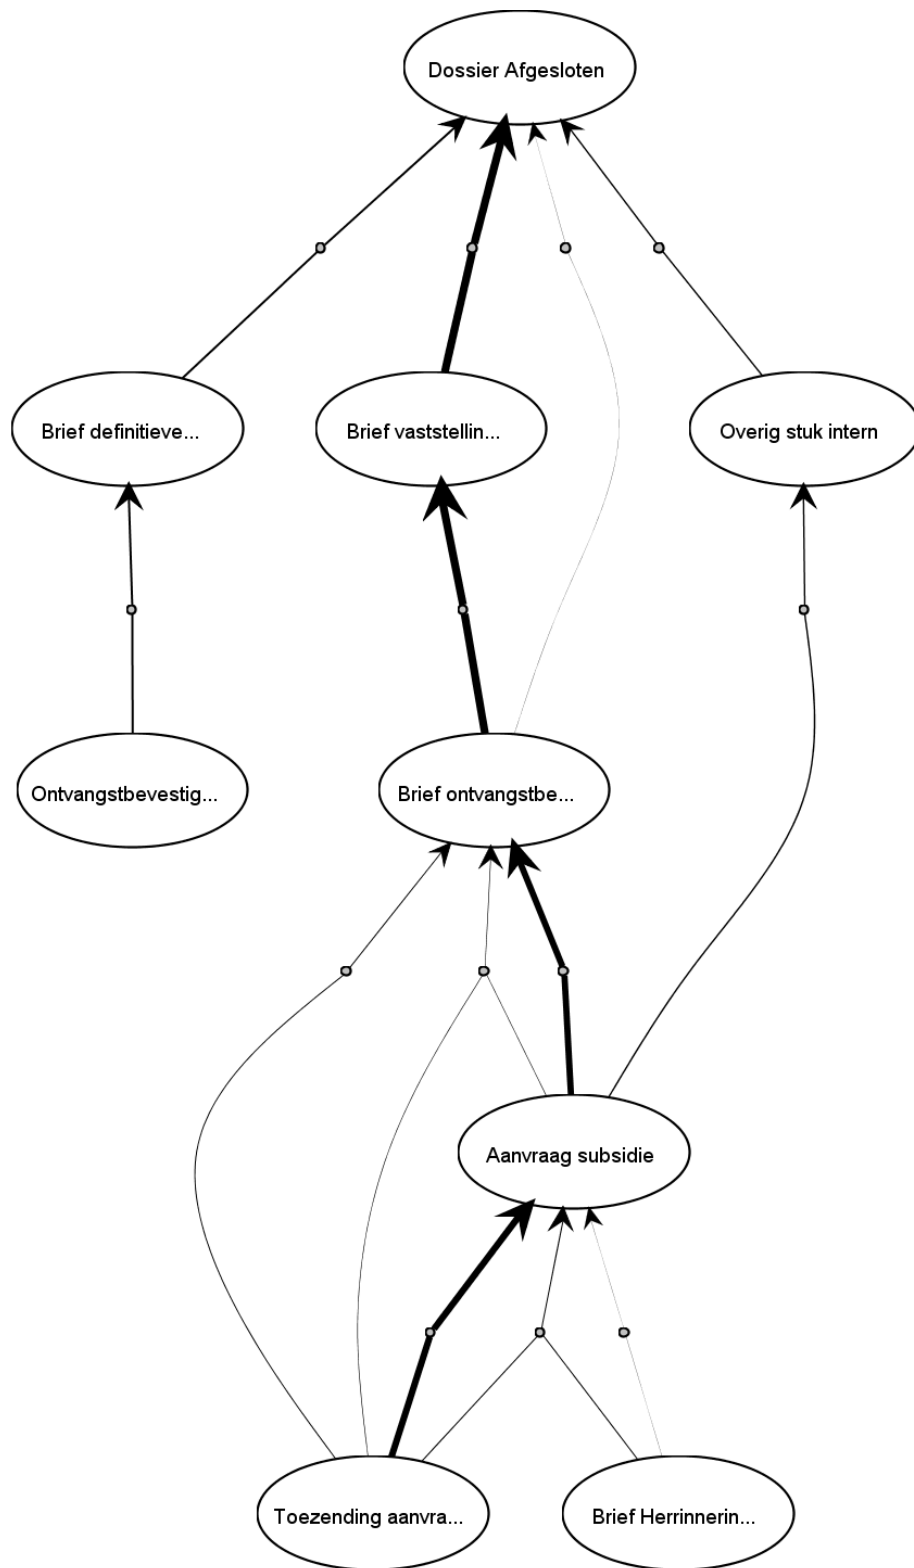 Dossier Afgesloten
Brief definitieve...
Brief vaststellin...
Overig stuk intern
Ontvangstbevestig...
Brief ontvangstbe...
Aanvraag subsidie
Toezending aanvra...
Brief Herrinnerin...